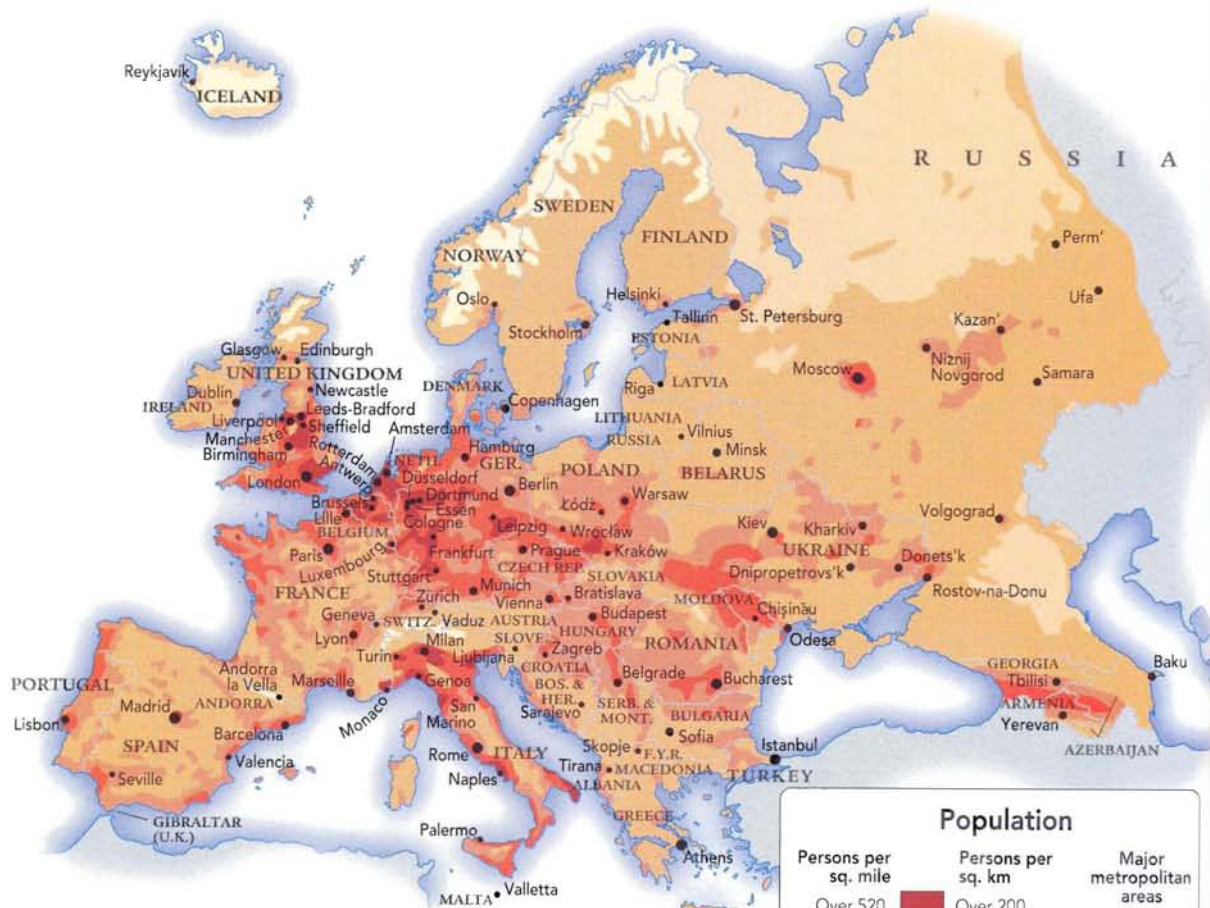 Reykjavík
ICELAND
RUSSIA
SWEDEN
FINLAND
NORWAY
Perm'
Ufa
Oslo
Helsinki
Stockholm
Tallinn
St. Petersburg
ESTONIA
Kazan'
Moscow
Niznij
Novgorod
Samara
Glasgow
Edinburgh
UNITED KINGDOM
Newcastle
Dublin
IRELAND
Leeds-Bradford
Liverpool
Sheffield
Manchester
Birmingham
London
DENMARK
Copenhagen
Riga
LATVIA
LITHUANIA
RUSSIA
Vilnius
Minsk
BELARUS
Amsterdam
Rotterdam
Antwerp
NETH.
Hamburg
GER.
Berlin
POLAND
Düsseldorf
Dortmund
Essen
Brussels
Lille
BELGIUM
Cologne
Leipzig
Łódź
Warsaw
Wrocław
Kraków
Kiev
Kharkiv
Volgograd
UKRAINE
Donets'k
Dnipropetrovs'k
Rostov-na-Donu
Paris
Luxembourg
Frankfurt
Prague
CZECH REP.
SLOVAKIA
Stuttgart
Munich
FRANCE
Zürich
Vienna
Bratislava
MOLDOVA
Chișinău
Odesa
Geneva
SWITZ.
Vaduz
AUSTRIA
Budapest
HUNGARY
ROMANIA
Lyon
Milan
SLOVE.
Ljubljana
Zagreb
CROATIA
Turin
Genoa
BOS. &
HER.
Belgrade
Bucharest
Andorra
la Vella
ANDORRA
Marseille
Monaco
San
Marino
Sarajevo
SERB. &
MONT.
BULGARIA
Sofia
PORTUGAL
Lisbon
Madrid
SPAIN
Barcelona
Valencia
Seville
GIBRALTAR
(U.K.)
Rome
ITALY
Naples
Palermo
MALTA
Valletta
Skopje
F.Y.R.
MACEDONIA
Tirana
ALBANIA
GREECE
Athens
Istanbul
TURKEY
GEORGIA
Tbilisi
Baku
ARMENIA
Yerevan
AZERBAIJAN
Population
Persons per
sq. mile
Persons per
sq. km
Major
metropolitan
areas
Over 520
Over 200